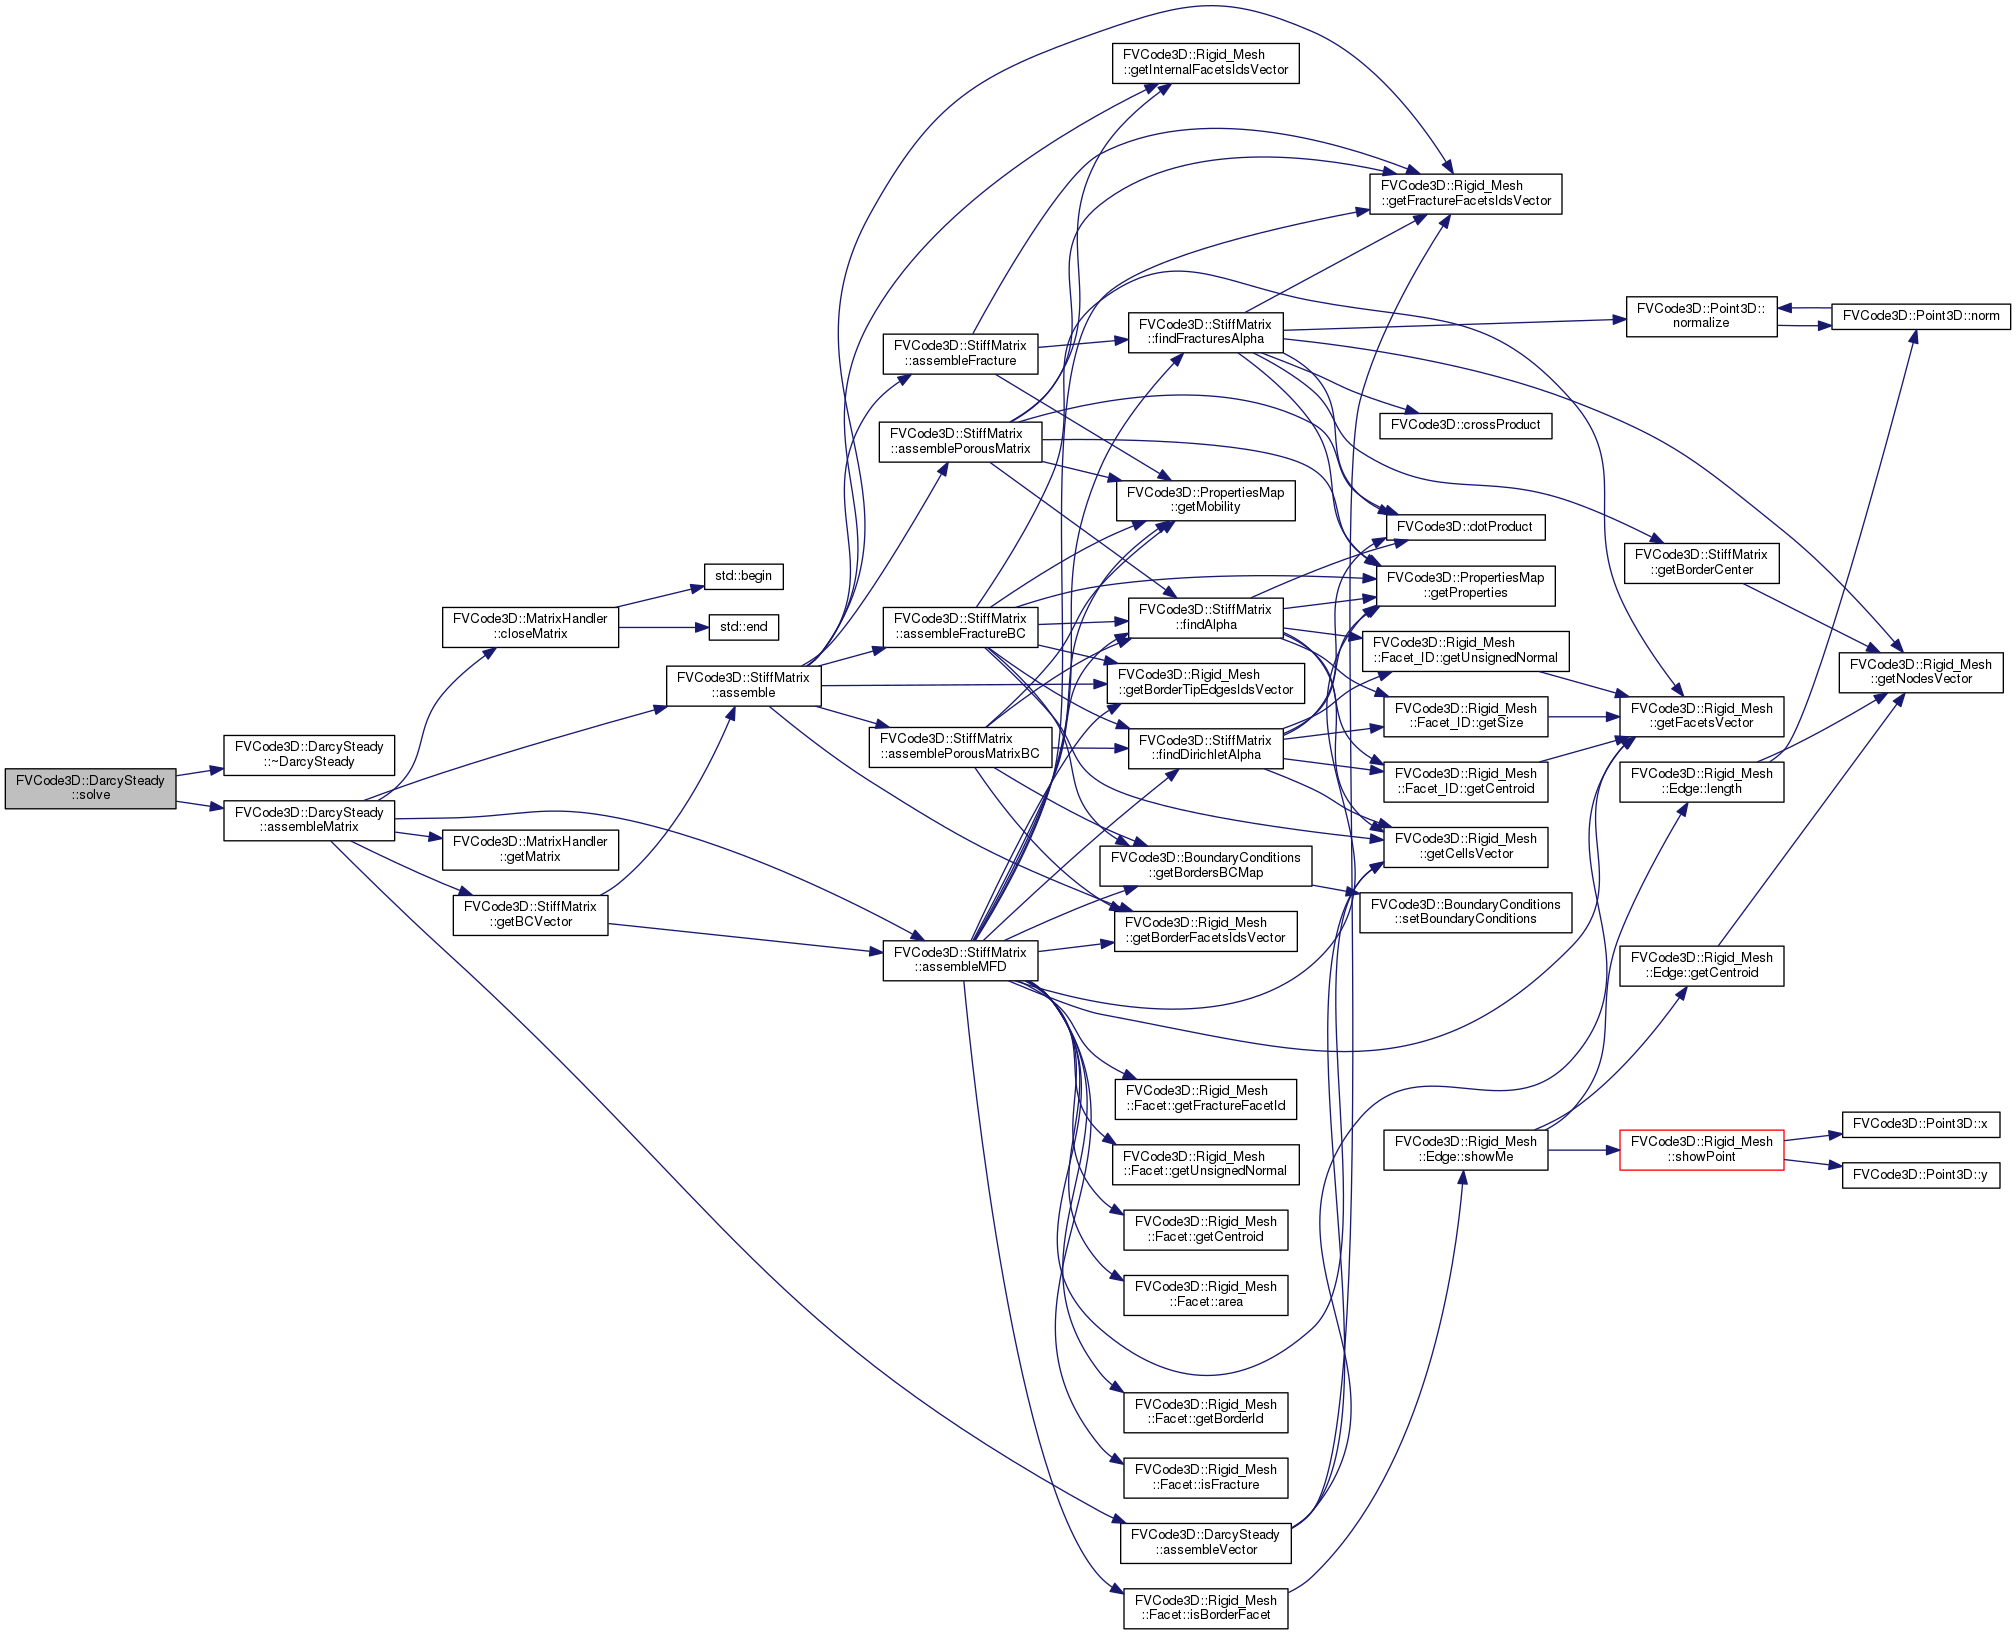 FVCode3D::DarcySteady
::solve
FVCode3D::DarcySteady
::~DarcySteady
FVCode3D::DarcySteady
::assembleMatrix
FVCode3D::MatrixHandler
::closeMatrix
FVCode3D::MatrixHandler
::getMatrix
FVCode3D::StiffMatrix
::getBCVector
std::begin
std::end
FVCode3D::StiffMatrix
::assemble
FVCode3D::StiffMatrix
::assembleFracture
FVCode3D::StiffMatrix
::assemblePorousMatrix
FVCode3D::StiffMatrix
::assembleFractureBC
FVCode3D::StiffMatrix
::assemblePorousMatrixBC
FVCode3D::StiffMatrix
::assembleMFD
FVCode3D::Rigid_Mesh
::getInternalFacetsIdsVector
FVCode3D::StiffMatrix
::findFracturesAlpha
FVCode3D::PropertiesMap
::getMobility
FVCode3D::StiffMatrix
::findAlpha
FVCode3D::Rigid_Mesh
::getBorderTipEdgesIdsVector
FVCode3D::StiffMatrix
::findDirichletAlpha
FVCode3D::BoundaryConditions
::getBordersBCMap
FVCode3D::Rigid_Mesh
::getBorderFacetsIdsVector
FVCode3D::Rigid_Mesh
::Facet::getFractureFacetId
FVCode3D::Rigid_Mesh
::Facet::getUnsignedNormal
FVCode3D::Rigid_Mesh
::Facet::getCentroid
FVCode3D::Rigid_Mesh
::Facet::area
FVCode3D::Rigid_Mesh
::Facet::getBorderId
FVCode3D::Rigid_Mesh
::Facet::isFracture
FVCode3D::DarcySteady
::assembleVector
FVCode3D::Rigid_Mesh
::Facet::isBorderFacet
FVCode3D::Rigid_Mesh
::getFractureFacetsIdsVector
FVCode3D::crossProduct
FVCode3D::dotProduct
FVCode3D::PropertiesMap
::getProperties
FVCode3D::Rigid_Mesh
::Facet_ID::getUnsignedNormal
FVCode3D::Rigid_Mesh
::Facet_ID::getSize
FVCode3D::Rigid_Mesh
::Facet_ID::getCentroid
FVCode3D::Rigid_Mesh
::getCellsVector
FVCode3D::BoundaryConditions
::setBoundaryConditions
FVCode3D::Rigid_Mesh
::Edge::showMe
FVCode3D::Point3D::
normalize
FVCode3D::StiffMatrix
::getBorderCenter
FVCode3D::Rigid_Mesh
::getFacetsVector
FVCode3D::Rigid_Mesh
::Edge::length
FVCode3D::Rigid_Mesh
::Edge::getCentroid
FVCode3D::Rigid_Mesh
::showPoint
FVCode3D::Point3D::norm
FVCode3D::Rigid_Mesh
::getNodesVector
FVCode3D::Point3D::x
FVCode3D::Point3D::y